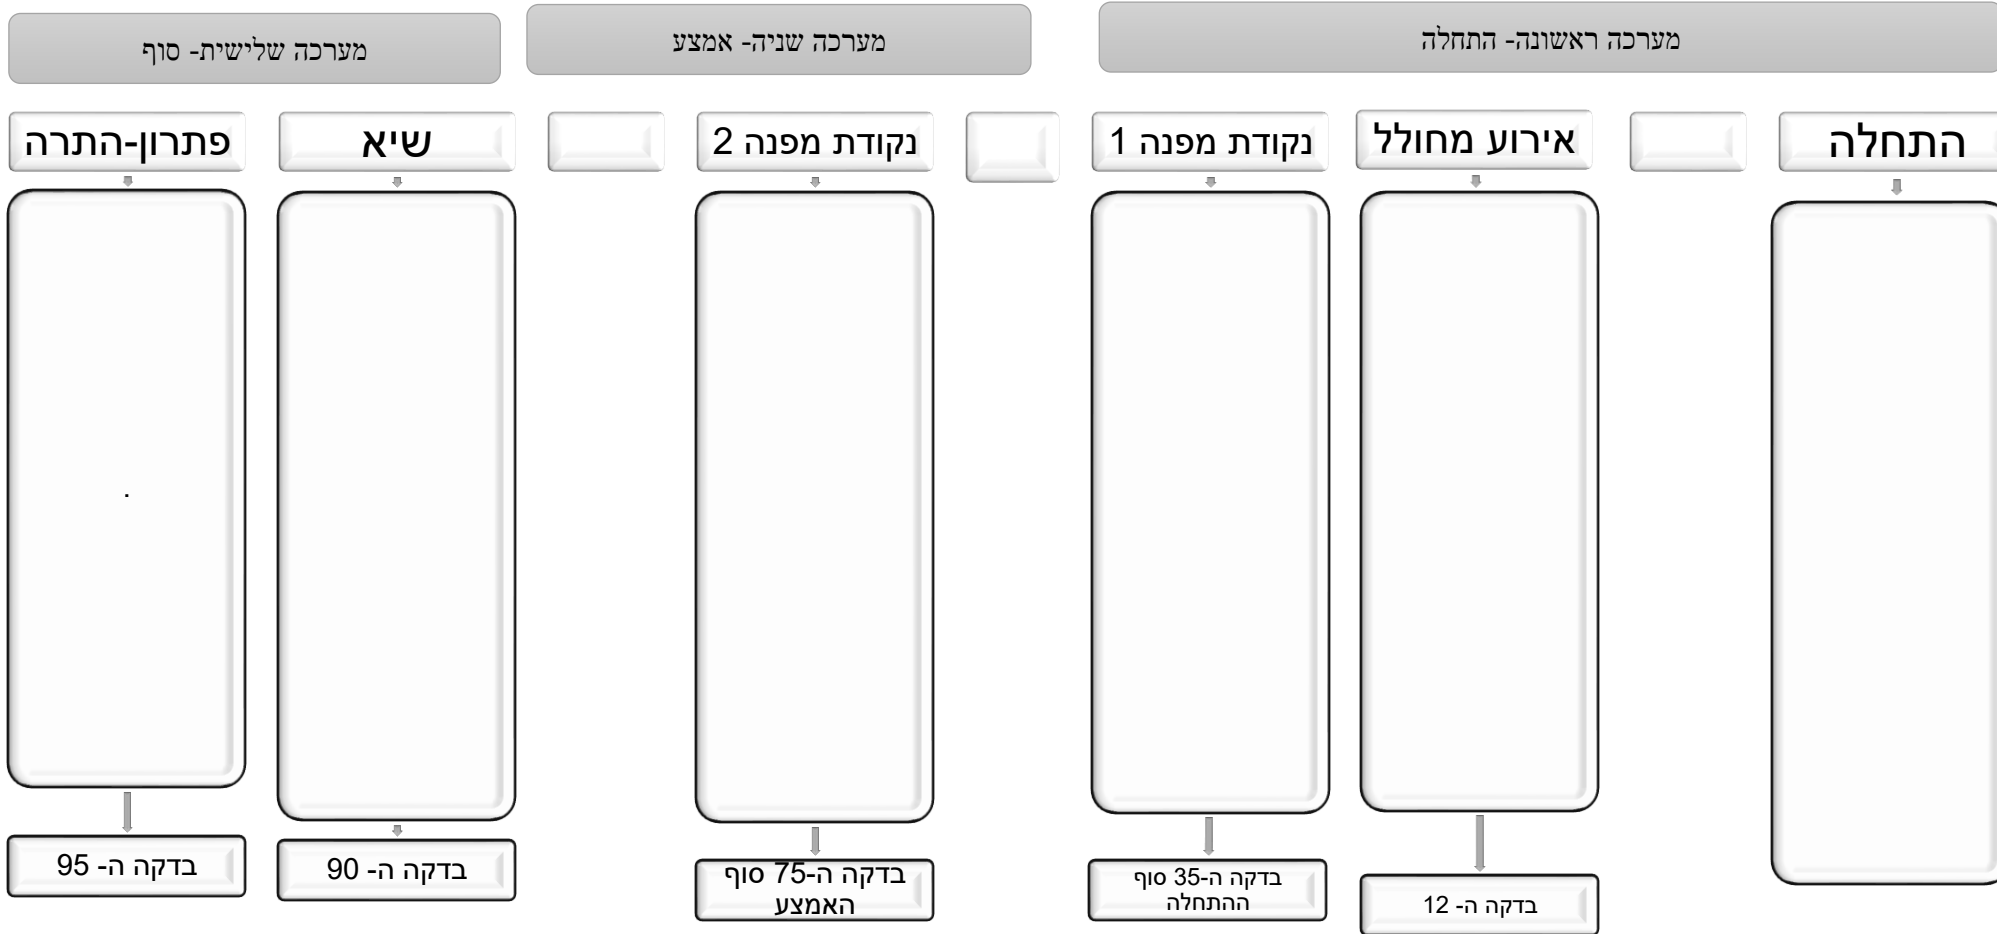 מערכה ראשונה- התחלה
מערכה שניה- אמצע
מערכה שלישית- סוף
התחלה
אירוע מחולל
נקודת מפנה 1
נקודת מפנה 2
שיא
פתרון-התרה
.
בדקה ה- 12
בדקה ה-35 סוף
ההתחלה
בדקה ה-75 סוף
האמצע
בדקה ה- 90
בדקה ה- 95